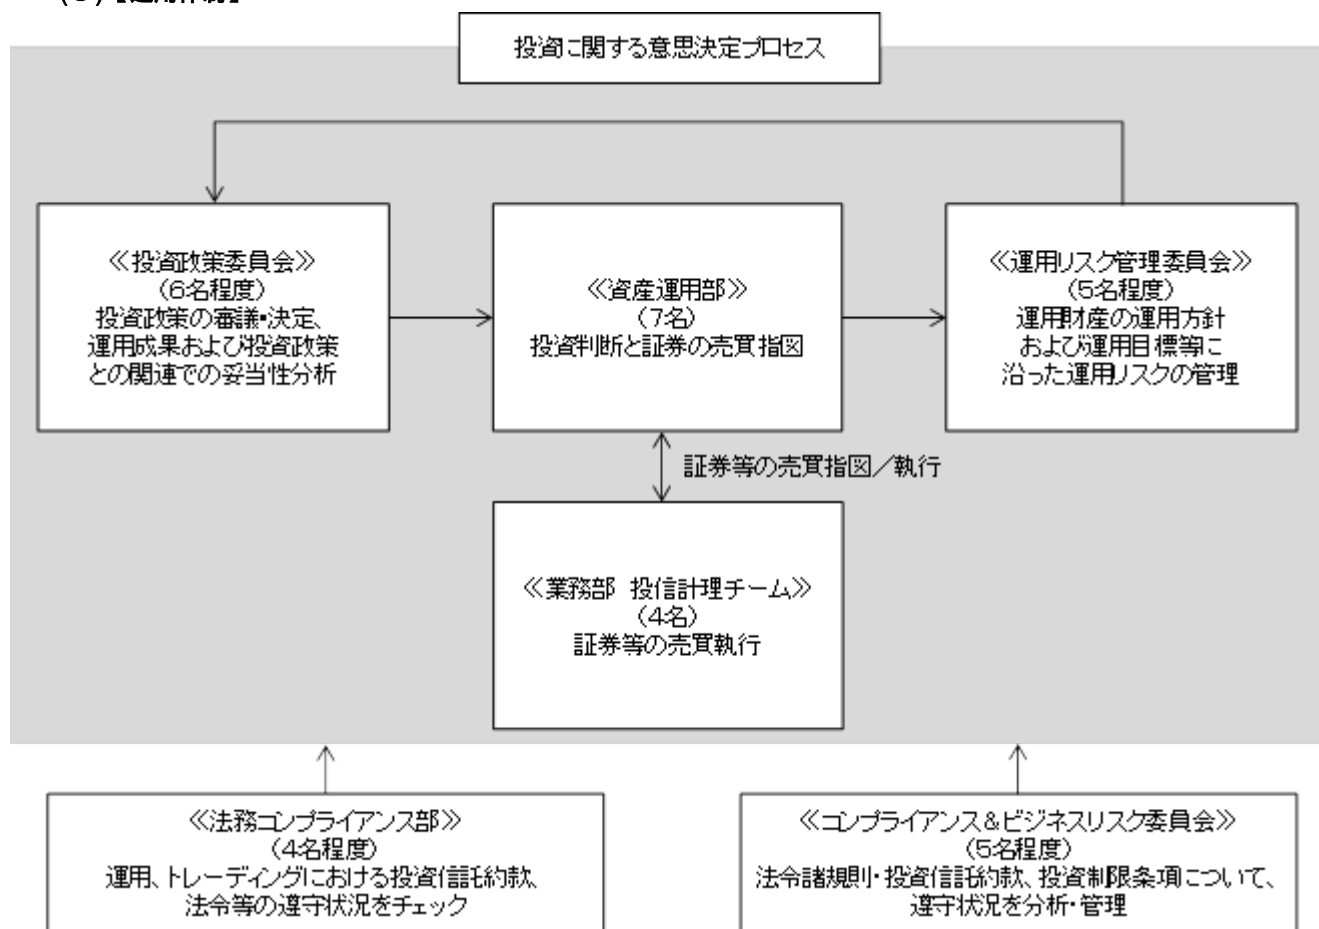 投資に関する意思決定プロセス
≪投資政策委員会≫
(6名程度)
投資政策の審議・決定、
運用成果および投資政策
との関連での妥当性分析
≪資産運用部≫
(7名)
投資判断と証券の売買指図
≪運用リスク管理委員会≫
(5名程度)
運用財産の運用方針
および運用目標等に
沿った運用リスクの管理
証券等の売買指図/執行
≪業務部 投信計理チーム≫
(4名)
証券等の売買執行
≪法務コンプライアンス部≫
(4名程度)
運用、トレーディングにおける投資信託約款、
法令等の遵守状況をチェック
≪コンプライアンス&ビジネスリスク委員会≫
(5名程度)
法令諸規則・投資信託約款、投資制限条項について、
遵守状況を分析・管理